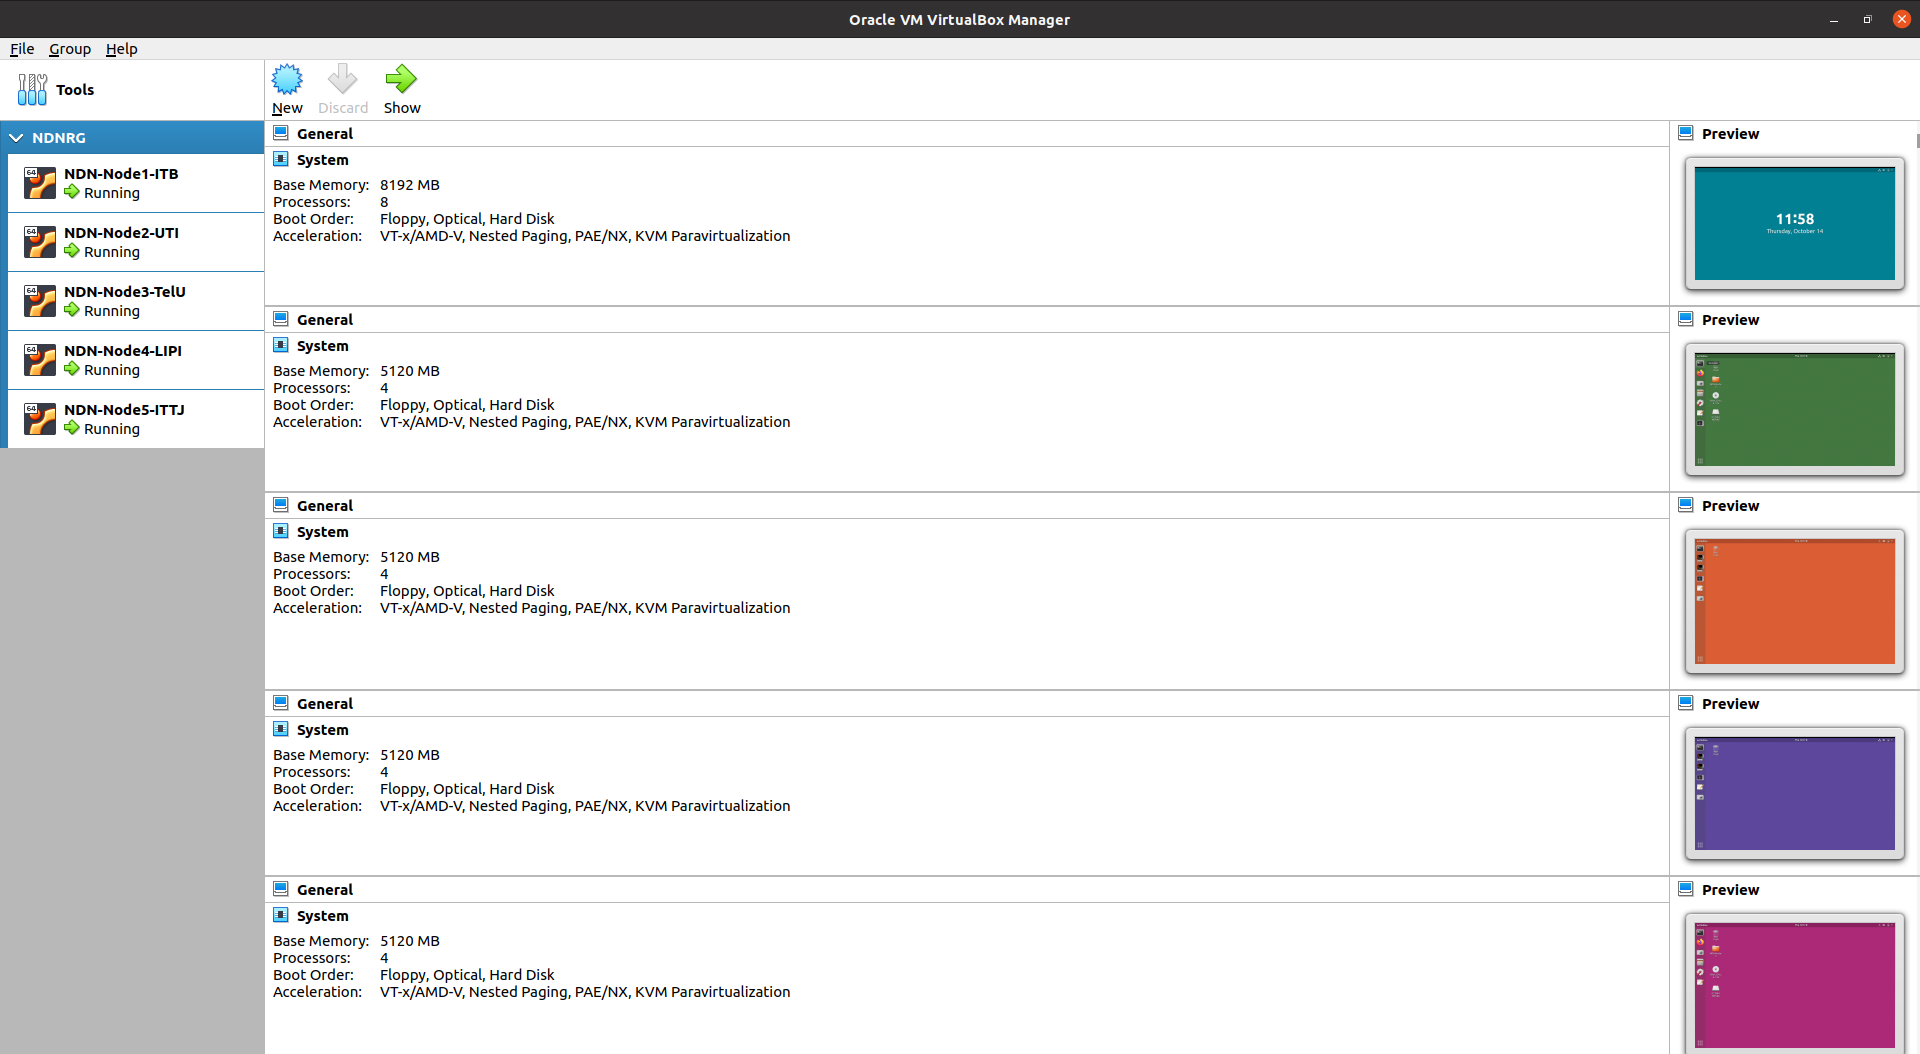 Oracle VM VirtualBox Manager
File Group Help
Tools
New Discard Show
NDNRG
64
NDN-Node1-ITB
Running
64
NDN-Node2-UTI
Running
64
NDN-Node3-TelU
Running
64
NDN-Node4-LIPI
Running
64
NDN-Node5-ITTJ
Running
General
System
Base Memory: 8192 MB
Processors: 8
Boot Order: Floppy, Optical, Hard Disk
Acceleration: VT-x/AMD-V, Nested Paging, PAE/NX, KVM Paravirtualization
Preview
11:58
Thursday, October 14
General
System
Base Memory: 5120 MB
Processors: 4
Boot Order: Floppy, Optical, Hard Disk
Acceleration: VT-x/AMD-V, Nested Paging, PAE/NX, KVM Paravirtualization
Preview
General
System
Base Memory: 5120 MB
Processors: 4
Boot Order: Floppy, Optical, Hard Disk
Acceleration: VT-x/AMD-V, Nested Paging, PAE/NX, KVM Paravirtualization
Preview
General
System
Base Memory: 5120 MB
Processors: 4
Boot Order: Floppy, Optical, Hard Disk
Acceleration: VT-x/AMD-V, Nested Paging, PAE/NX, KVM Paravirtualization
Preview
General
System
Base Memory: 5120 MB
Processors: 4
Boot Order: Floppy, Optical, Hard Disk
Acceleration: VT-x/AMD-V, Nested Paging, PAE/NX, KVM Paravirtualization
Preview